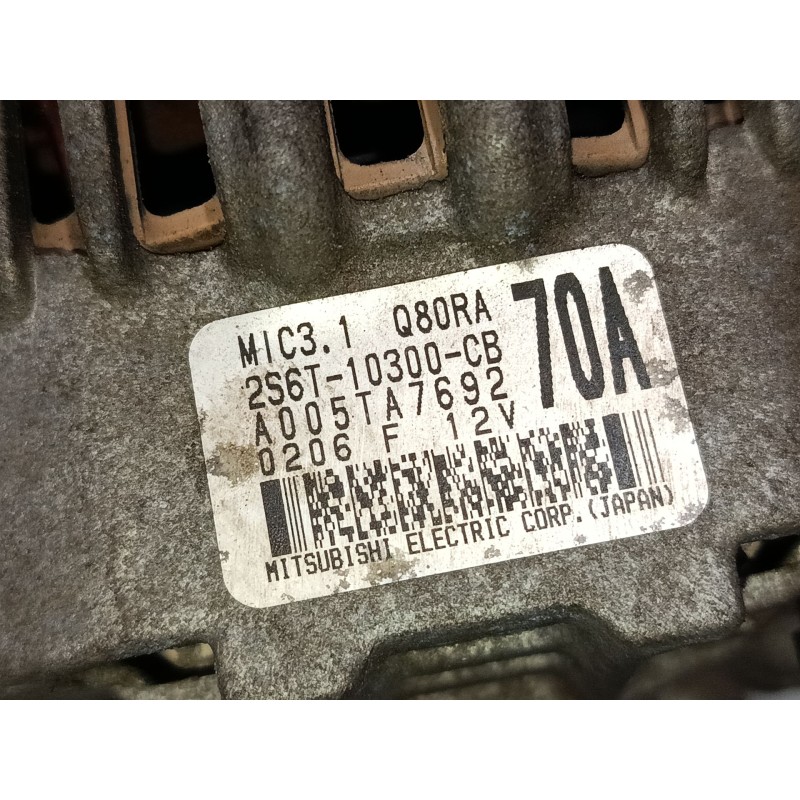 MIC3.1 Q80RA 70A
2S6T-10300-CB
A005TA7692
0206 F 12V
MITSUBISHI ELECTRIC CORP.(JAPAN)